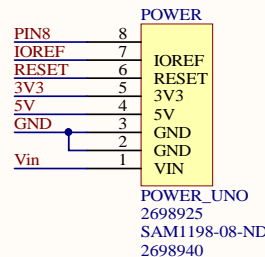 POWER
PIN8 8
IOREF 7 IOREF
RESET 6 RESET
3V3 5 3V3
5V 4 5V
GND 3 GND
2 GND
Vin 1 VIN
POWER_UNO
2698925
SAM1198-08-ND
2698940